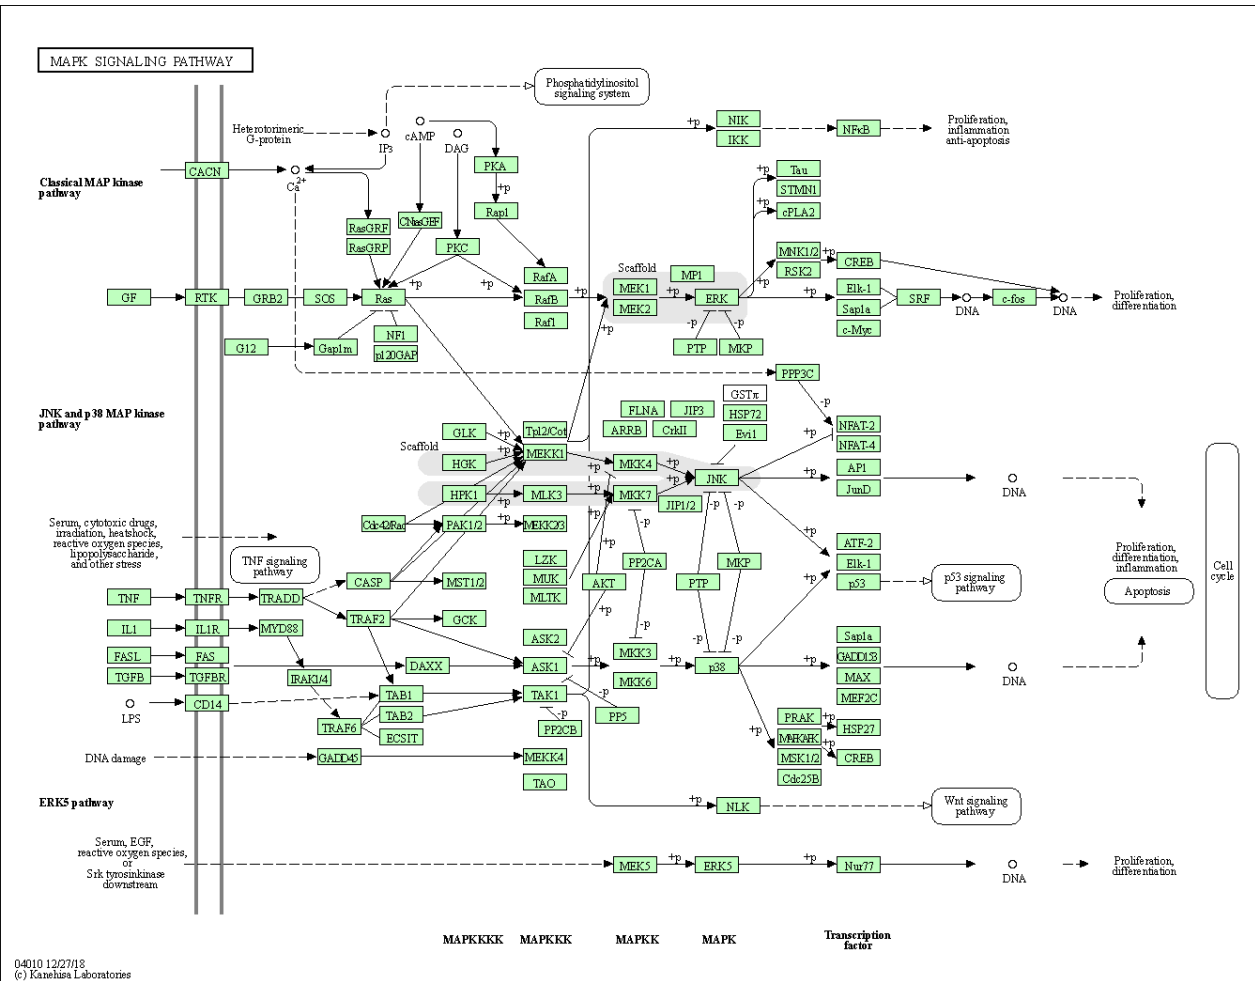 MAPK SIGNALING PATHWAY
Phosphatidylinositol
signaling system
Heterotorimeric
G-protein
IP3
cAMP
DAG
+p
NIK
IKK
NFκB
Proliferation,
inflammation
anti-apoptosis
Classical MAP kinase
pathway
CACN
Ca2+
PKA
+p
Rap1
+p
Tau
STMN1
+p
cPLA2
RasGRF
RasGRP
CNrasGEF
PKC
Scaffold
MP1
MNK1/2
RSK2
+p
CREB
GF
RTK
GRB2
SOS
Ras
+p
+p
RafA
RafB
Raf1
+p
MEK1
MEK2
+p
ERK
+p
+p
Elk-1
Sap1a
c-Myc
SRF
DNA
c-fos
DNA
Proliferation,
differentiation
G12
Gap1m
NF1
p120GAP
+p
-p
-p
PTP
MKP
PPP3C
-p
JNK and p38 MAP kinase
pathway
Scaffold
GLK
HGK
HPK1
+p
+p
+p
Tpl2/Cot
MEKK1
MLK3
FLNA
JIP3
ARRB
CrkII
GSTπ
HSP72
Evi1
+p
NFAT-2
NFAT-4
MKK4
MKK7
+p
+p
+p
+p
JNK
JIP1/2
+p
AP1
JunD
DNA
Cell
cycle
Cdc42/Rac
PAK1/2
+p
MEKK2/3
Serum, cytotoxic drugs,
irradiation, heatshock,
reactive oxygen species,
lipopolysaccharide,
and other stress
TNF signaling
pathway
LZK
MUK
MLTK
+p
AKT
+p
-p
PP2CA
-p
-p
-p
PTP
MKP
-p
-p
+p
ATF-2
Elk-1
p53
+p
p53 signaling
pathway
Proliferation,
differentiation,
inflammation
Apoptosis
CASP
MST1/2
TNF
TNFR
TRADD
TRAF2
GCK
IL1
IL1R
MYD88
FASL
FAS
DAXX
ASK2
ASK1
+p
MKK3
MKK6
+p
p38
+p
Sap1a
GADD153
MAX
MEF2C
DNA
TGFB
TGFBR
IRAK1/4
LPS
CD14
TAB1
TAB2
ECSIT
TRAF6
TAK1
-p
PP2CB
-p
PP5
+p
PRAK
MAPKAPK
MSK1/2
Cdc25B
+p
+p
HSP27
CREB
DNA damage
GADD45
MEKK4
TAO
ERK5 pathway
+p
NLK
Wnt signaling
pathway
Serum, EGF,
reactive oxygen species,
or
Srk tyrosinkinase
downstream
MEK5
+p
ERK5
+p
Nur77
DNA
Proliferation,
differentiation
MAPKKKK
MAPKKK
MAPKK
MAPK
Transcription
factor
04010 12/27/18
(c) Kanehisa Laboratories